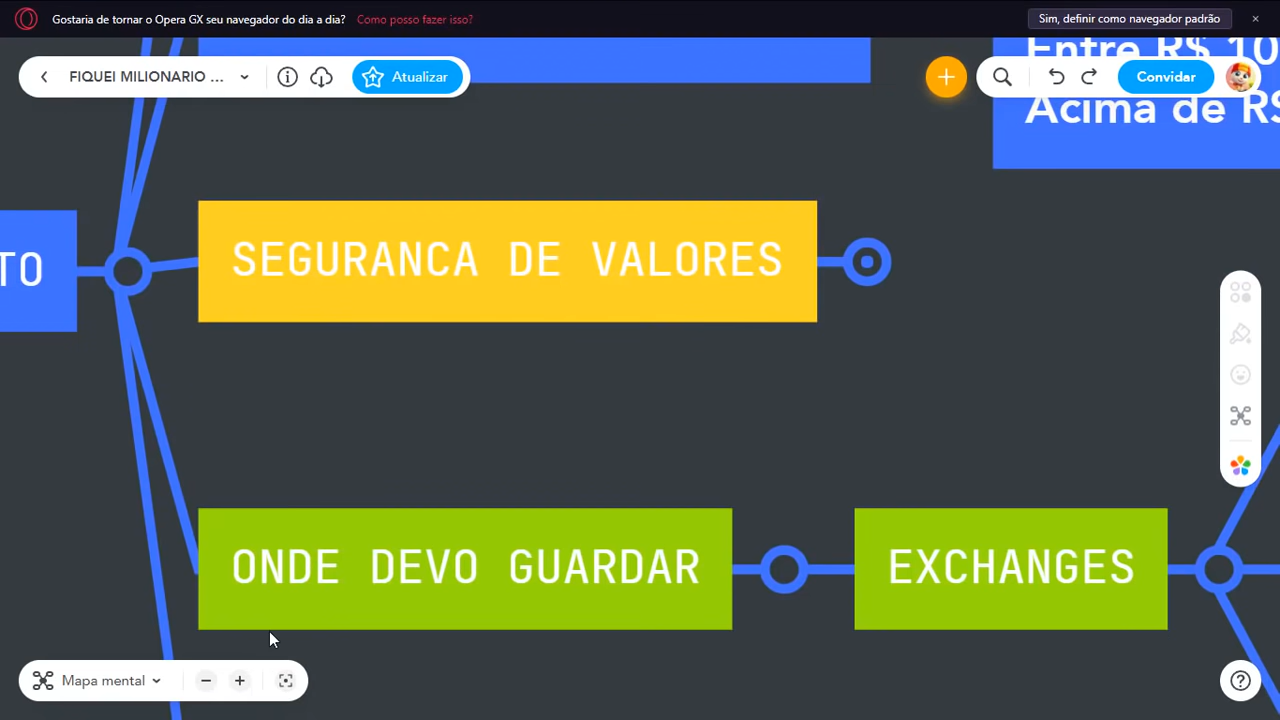 Gostaria de tornar o Opera GX seu navegador do dia a dia? Como posso fazer isso? Sim, definir como navegador padrão
FIQUEI MILIONARIO ... Atualizar Convidar
Entre R$ 10
Acima de R$
SEGURANCA DE VALORES
TO
ONDE DEVO GUARDAR EXCHANGES
Mapa mental